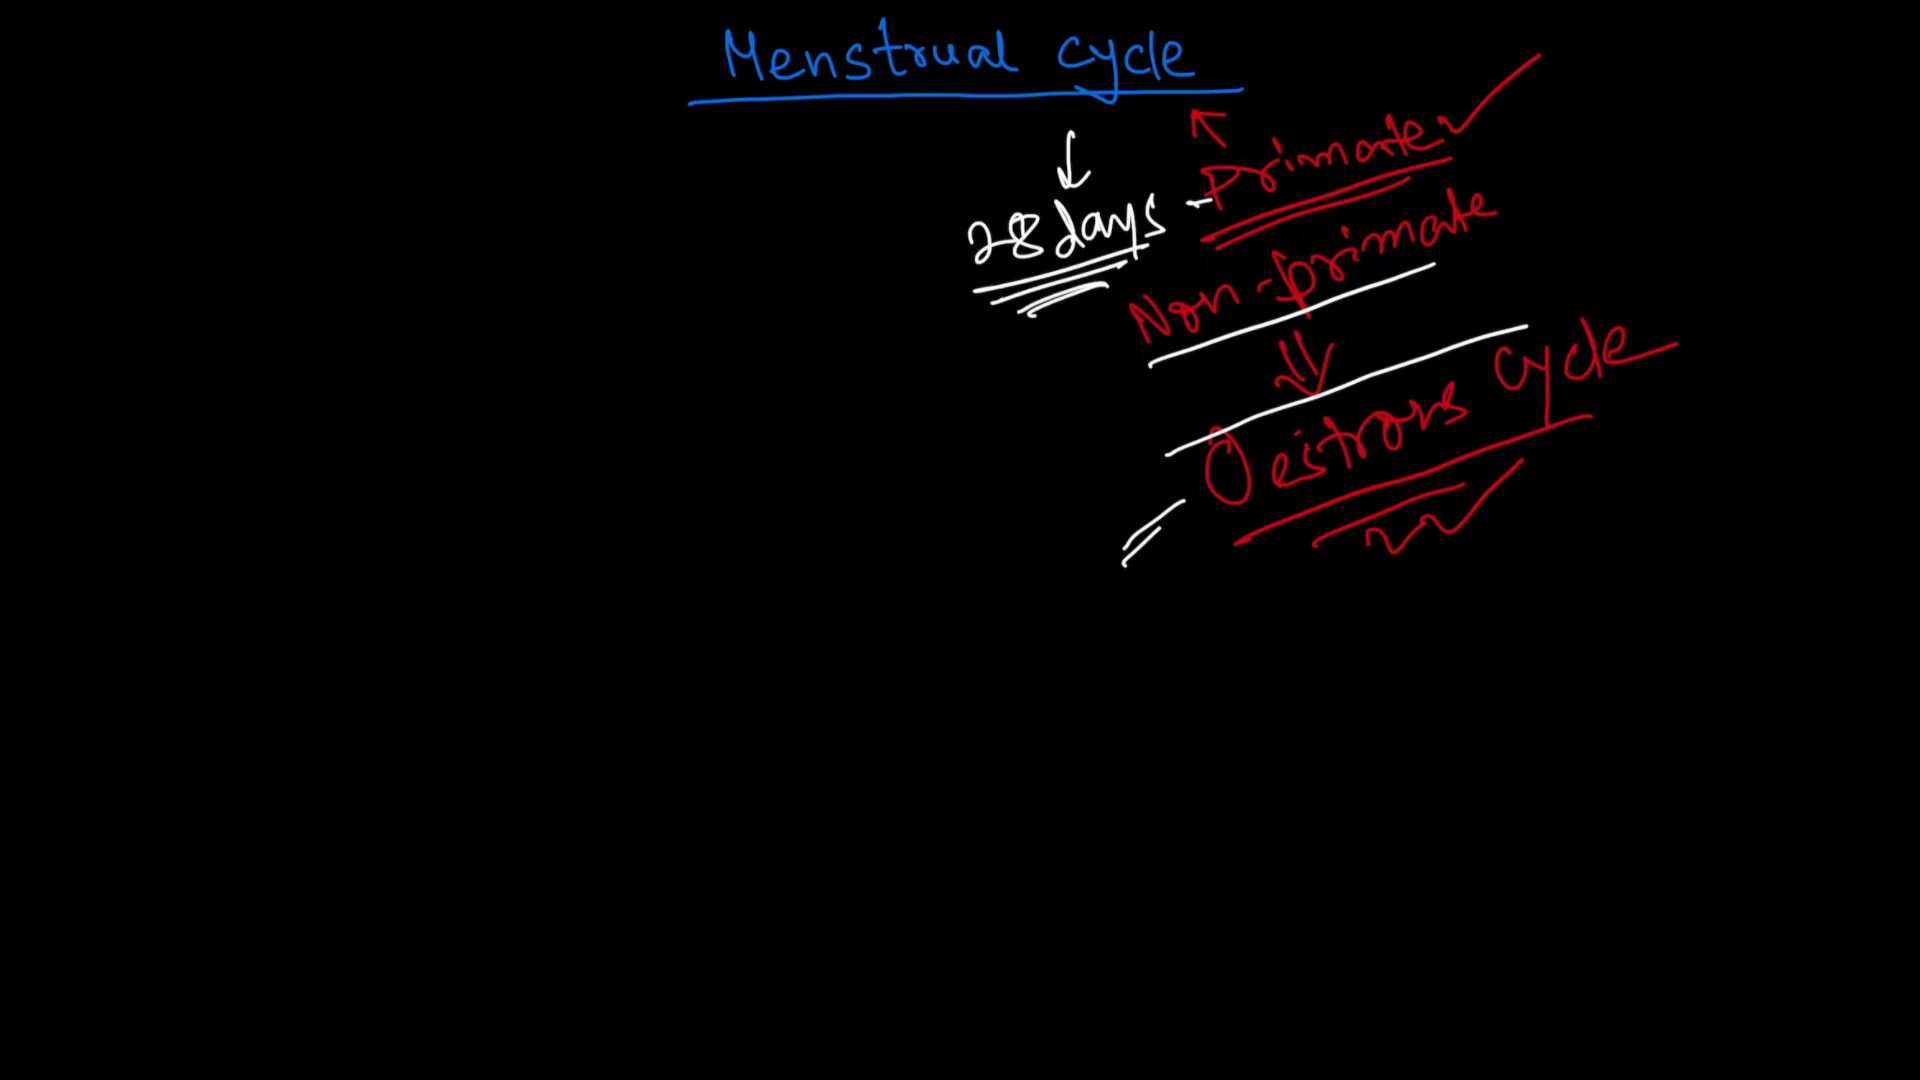 Menstrual cycle
28 days - Primate
Non-primate
Oestrous cycle